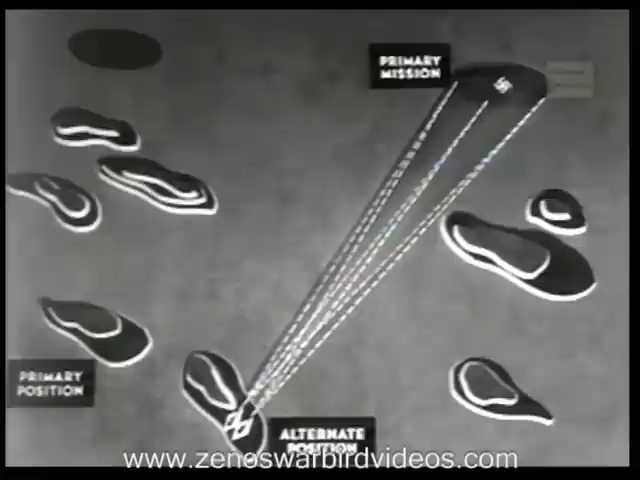 PRIMARY
MISSION
PRIMARY
POSITION
ALTERNATE
POSITION
www.zenoswarbirdvideos.com